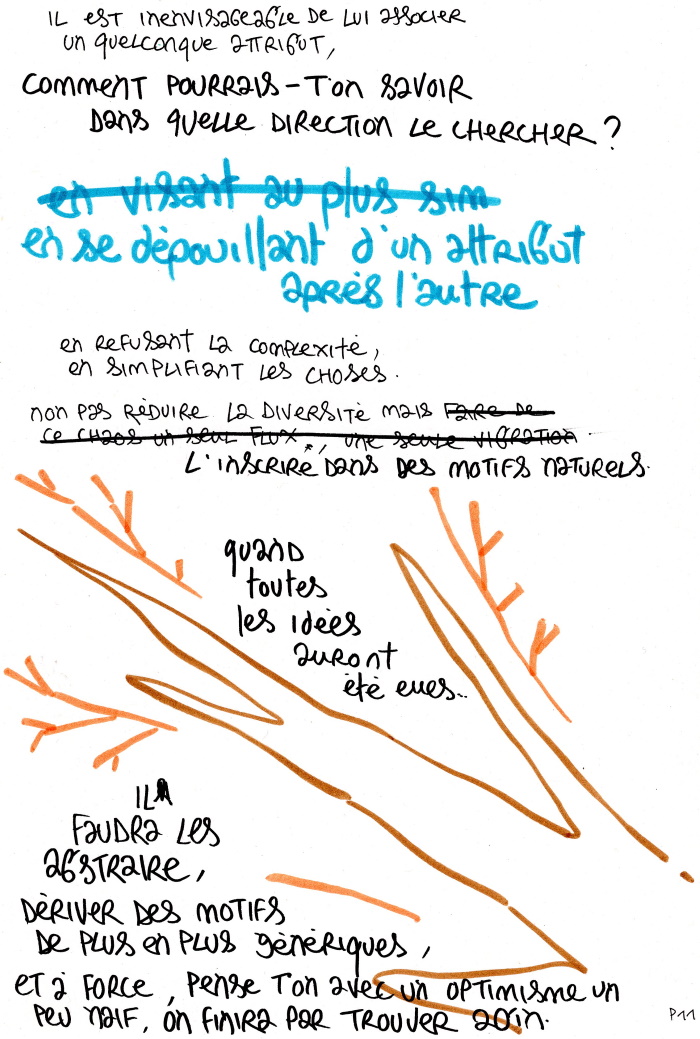 IL EST INENVISAGEABLE DE LUI ASSOCIER
UN QUELCONQUE ATTRIBUT,
COMMENT POURRAIS-T'ON SAVOIR
DANS QUELLE DIRECTION LE CHERCHER ?
en visant au plus sim
en se dépouillant d'un attribut
après l'autre
en REFUSANT LA COMPLEXITÉ,
en SIMPLIFIANT LES CHOSES.
non PAS RÉDUIRE LA DIVERSITÉ MAIS FAIRE DE
CE CHAOS UN SEUL FLUX, UNE SEULE VIBRATION.
L'INSCRIRE DANS DES MOTIFS NATURELS.
quand
toutes
les idées
auront
été eues...
IL
FAUDRA LES
ABSTRAIRE,
DÉRIVER DES MOTIFS
DE PLUS en PLUS génériques,
ET à FORCE, PENSE T'ON AVEC UN OPTIMISME UN
PEU NAIF, ON FINIRA PAR TROUVER
P11